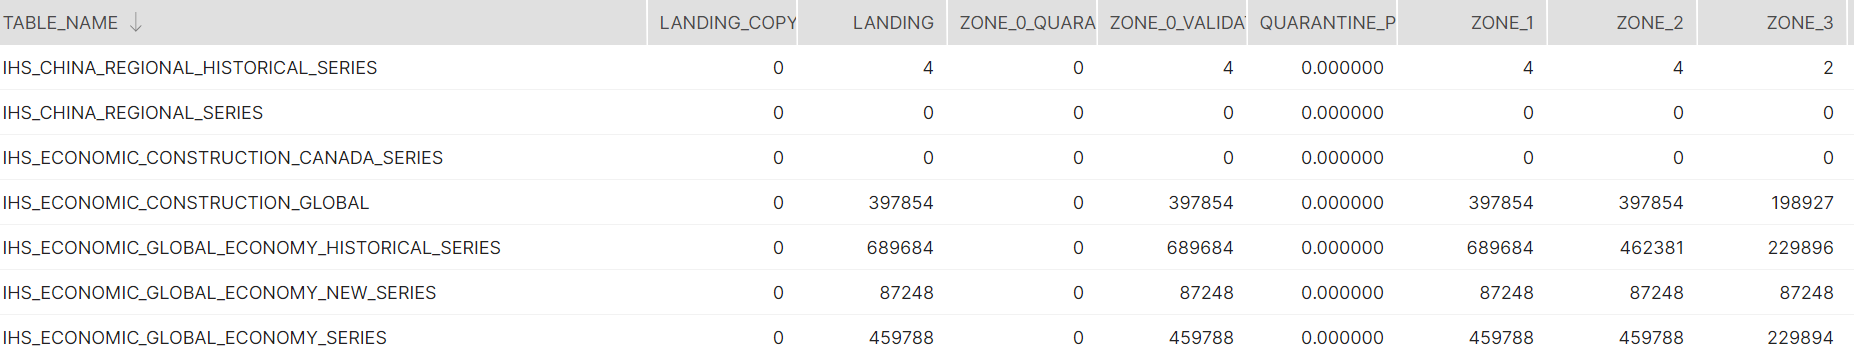 TABLE_NAME ↓ LANDING_COPY LANDING ZONE_0_QUARA ZONE_0_VALIDA QUARANTINE_P ZONE_1 ZONE_2 ZONE_3
IHS_CHINA_REGIONAL_HISTORICAL_SERIES 0 4 0 4 0.000000 4 4 2
IHS_CHINA_REGIONAL_SERIES 0 0 0 0 0.000000 0 0 0
IHS_ECONOMIC_CONSTRUCTION_CANADA_SERIES 0 0 0 0 0.000000 0 0 0
IHS_ECONOMIC_CONSTRUCTION_GLOBAL 0 397854 0 397854 0.000000 397854 397854 198927
IHS_ECONOMIC_GLOBAL_ECONOMY_HISTORICAL_SERIES 0 689684 0 689684 0.000000 689684 462381 229896
IHS_ECONOMIC_GLOBAL_ECONOMY_NEW_SERIES 0 87248 0 87248 0.000000 87248 87248 87248
IHS_ECONOMIC_GLOBAL_ECONOMY_SERIES 0 459788 0 459788 0.000000 459788 459788 229894